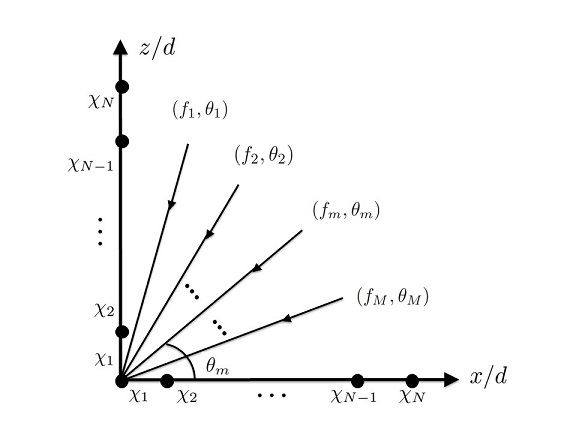 z/d
χ_N
(f_1, θ_1)
χ_{N−1}
(f_2, θ_2)
(f_m, θ_m)
⋮
χ_2
(f_M, θ_M)
χ_1
θ_m
x/d
χ_1 χ_2 ⋯ χ_{N−1} χ_N